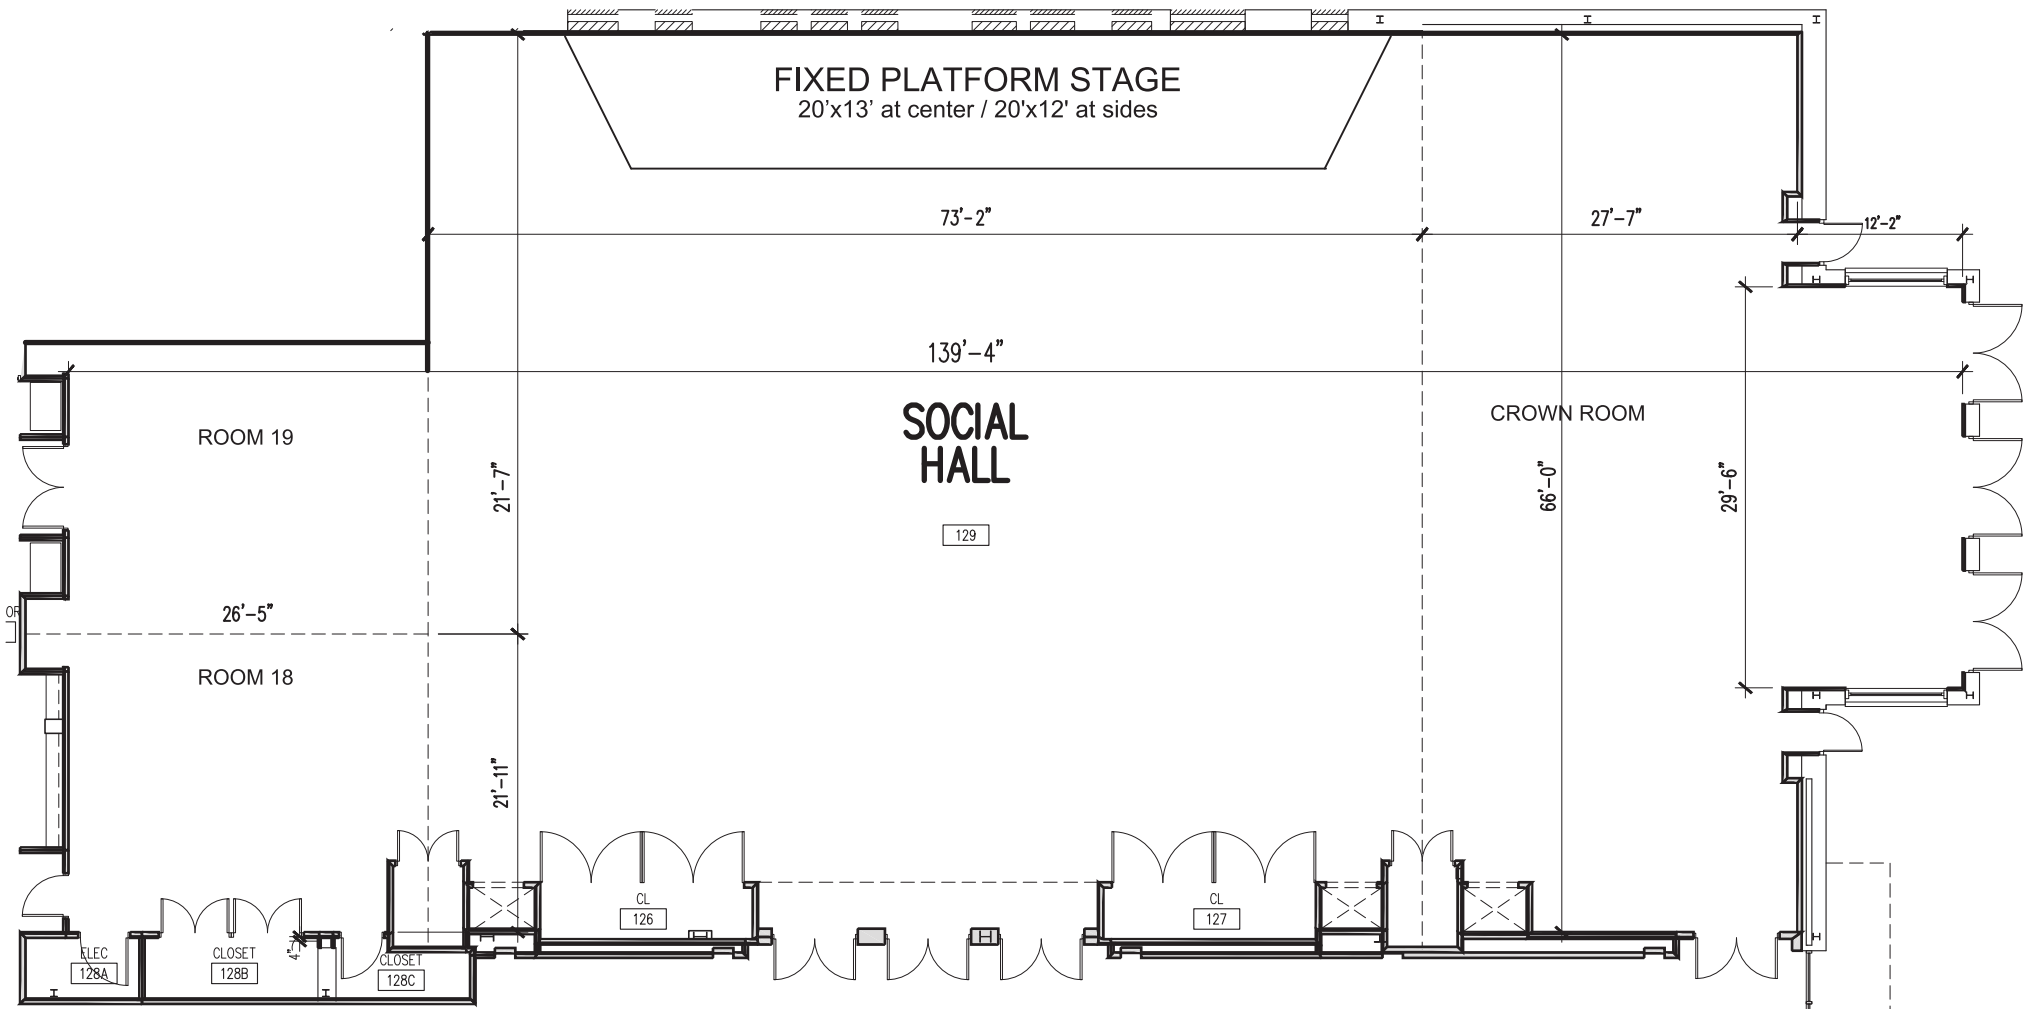 FIXED PLATFORM STAGE
20'x13' at center / 20'x12' at sides
73'-2"
27'-7"
12'-2"
139'-4"
SOCIAL
HALL
129
CROWN ROOM
ROOM 19
21'-7"
66'-0"
29'-6"
OR
26'-5"
ROOM 18
21'-11"
CL
126
CL
127
ELEC
128A
CLOSET
128B
4"
CLOSET
128C